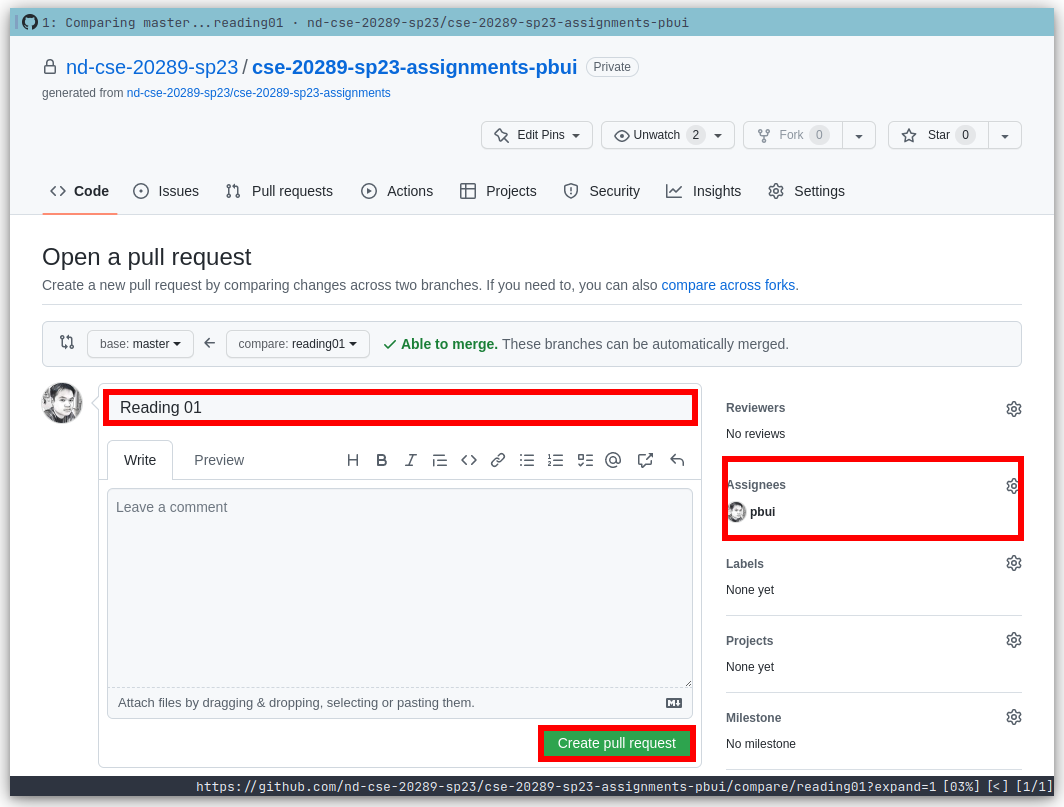 1: Comparing master...reading01 · nd-cse-20289-sp23/cse-20289-sp23-assignments-pbui
nd-cse-20289-sp23 / cse-20289-sp23-assignments-pbui Private
generated from nd-cse-20289-sp23/cse-20289-sp23-assignments
Edit Pins Unwatch 2 Fork 0 Star 0
Code Issues Pull requests Actions Projects Security Insights Settings
Open a pull request
Create a new pull request by comparing changes across two branches. If you need to, you can also compare across forks.
base: master compare: reading01 Able to merge. These branches can be automatically merged.
Reading 01
Write Preview
Leave a comment
Attach files by dragging & dropping, selecting or pasting them.
Create pull request
Reviewers
No reviews
Assignees
pbui
Labels
None yet
Projects
None yet
Milestone
No milestone
https://github.com/nd-cse-20289-sp23/cse-20289-sp23-assignments-pbui/compare/reading01?expand=1 [03%] [<] [1/1]